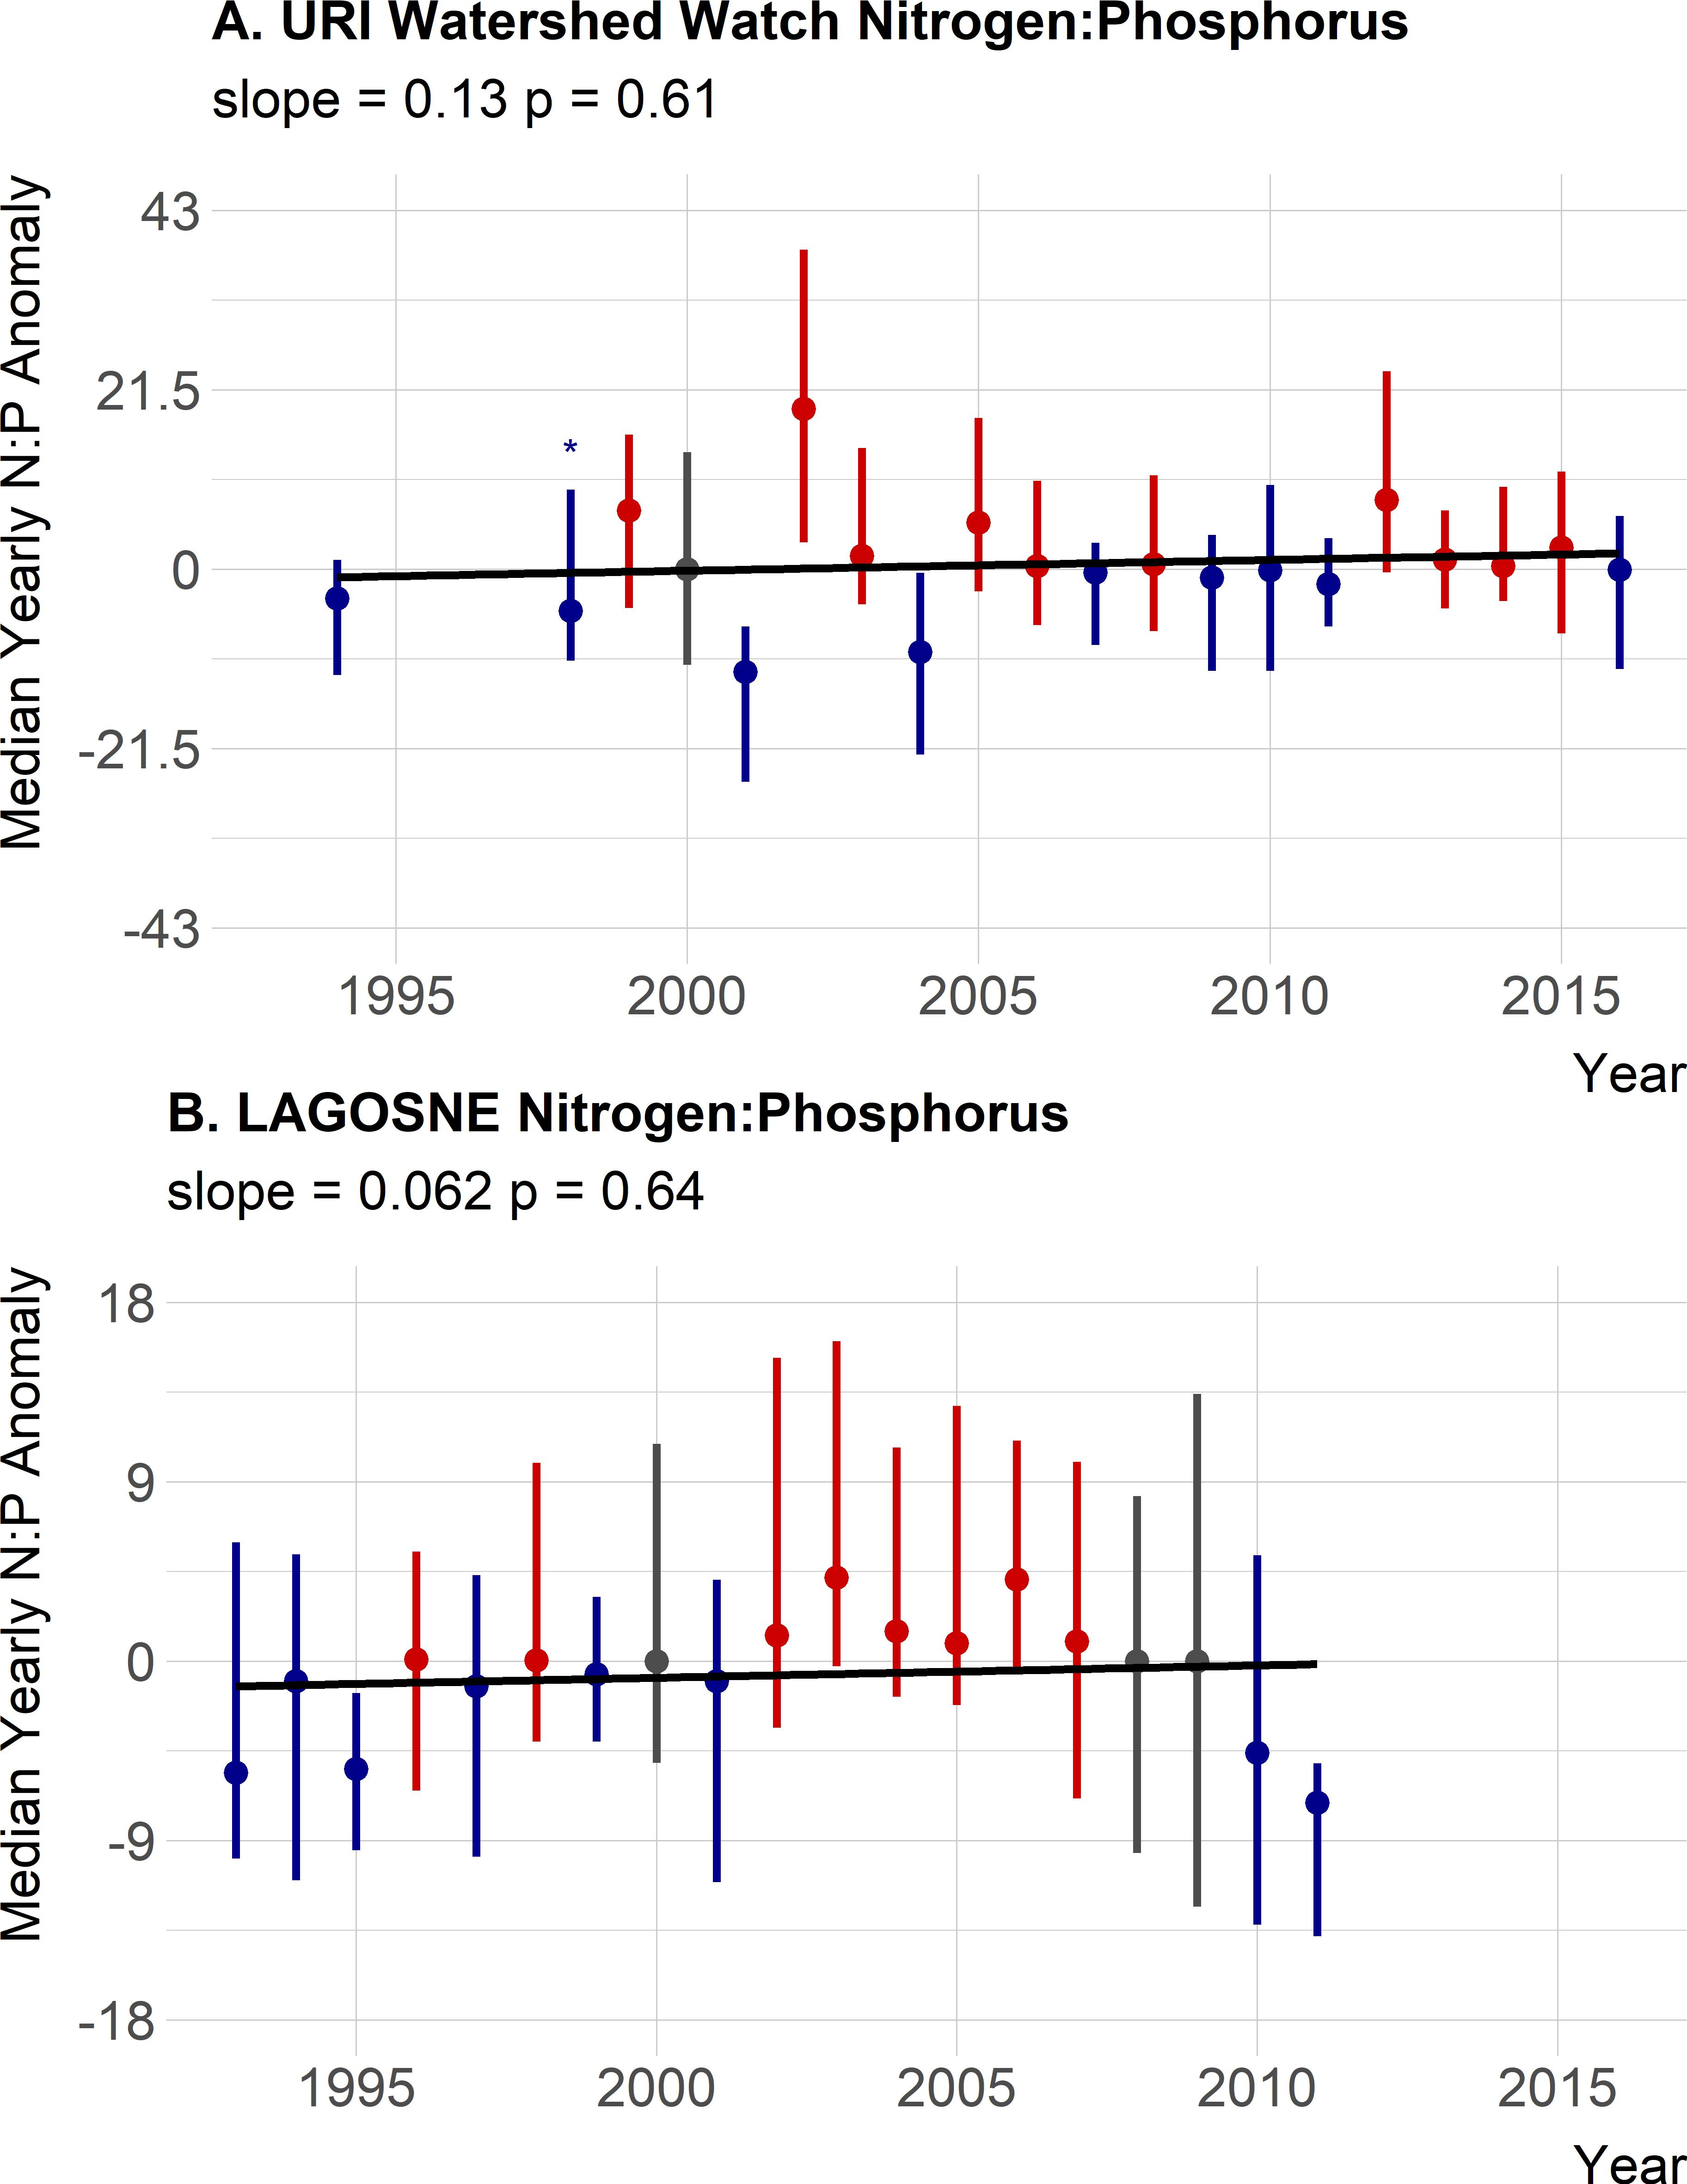 A. URI Watershed Watch Nitrogen:Phosphorus
slope = 0.13 p = 0.61
Median Yearly N:P Anomaly
43
21.5
0
-21.5
-43
*
1995 2000 2005 2010 2015
Year
B. LAGOSNE Nitrogen:Phosphorus
slope = 0.062 p = 0.64
Median Yearly N:P Anomaly
18
9
0
-9
-18
1995 2000 2005 2010 2015
Year